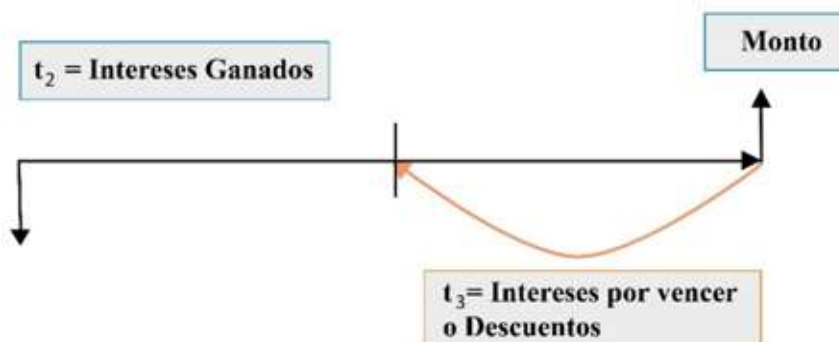 t₂ = Intereses Ganados
Monto
t₃= Intereses por vencer
o Descuentos